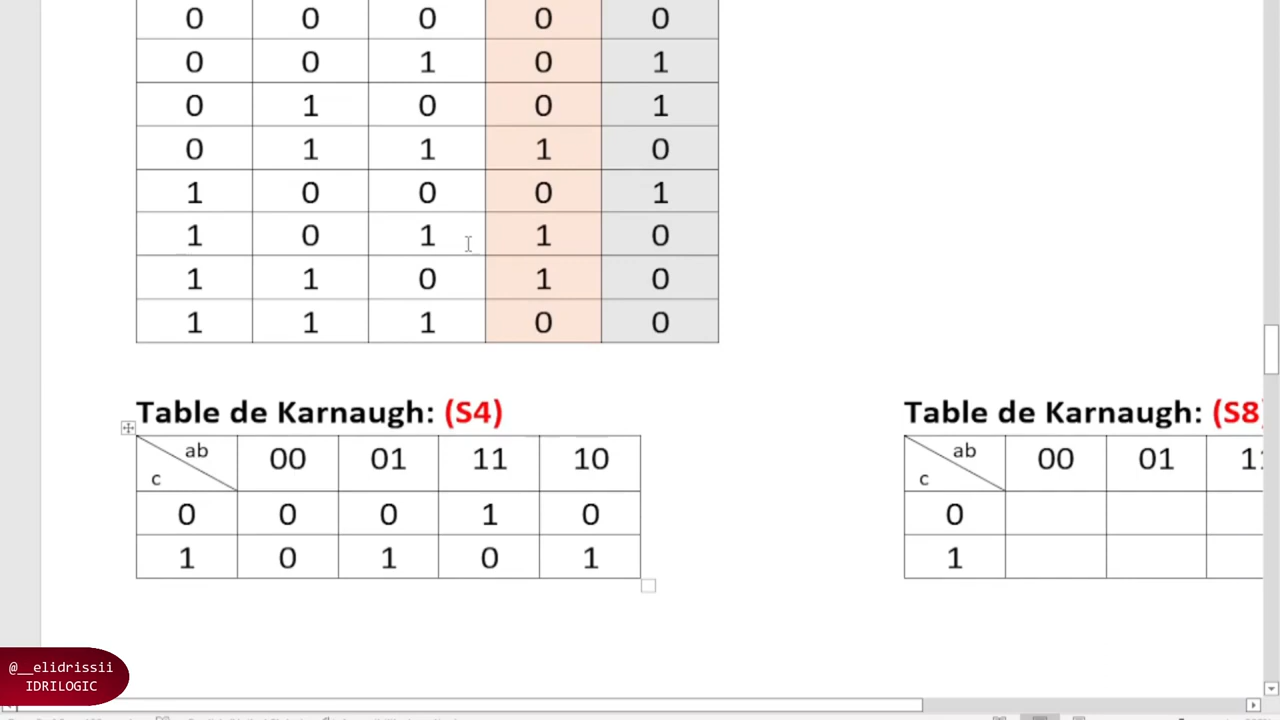 0 0 0 0 0
0 0 1 0 1
0 1 0 0 1
0 1 1 1 0
1 0 0 0 1
1 0 1 1 0
1 1 0 1 0
1 1 1 0 0
Table de Karnaugh: (S4)
ab
c
00 01 11 10
0 0 0 1 0
1 0 1 0 1
Table de Karnaugh: (S8)
ab
c
00 01
0
1
@__elidrissii
IDRILOGIC